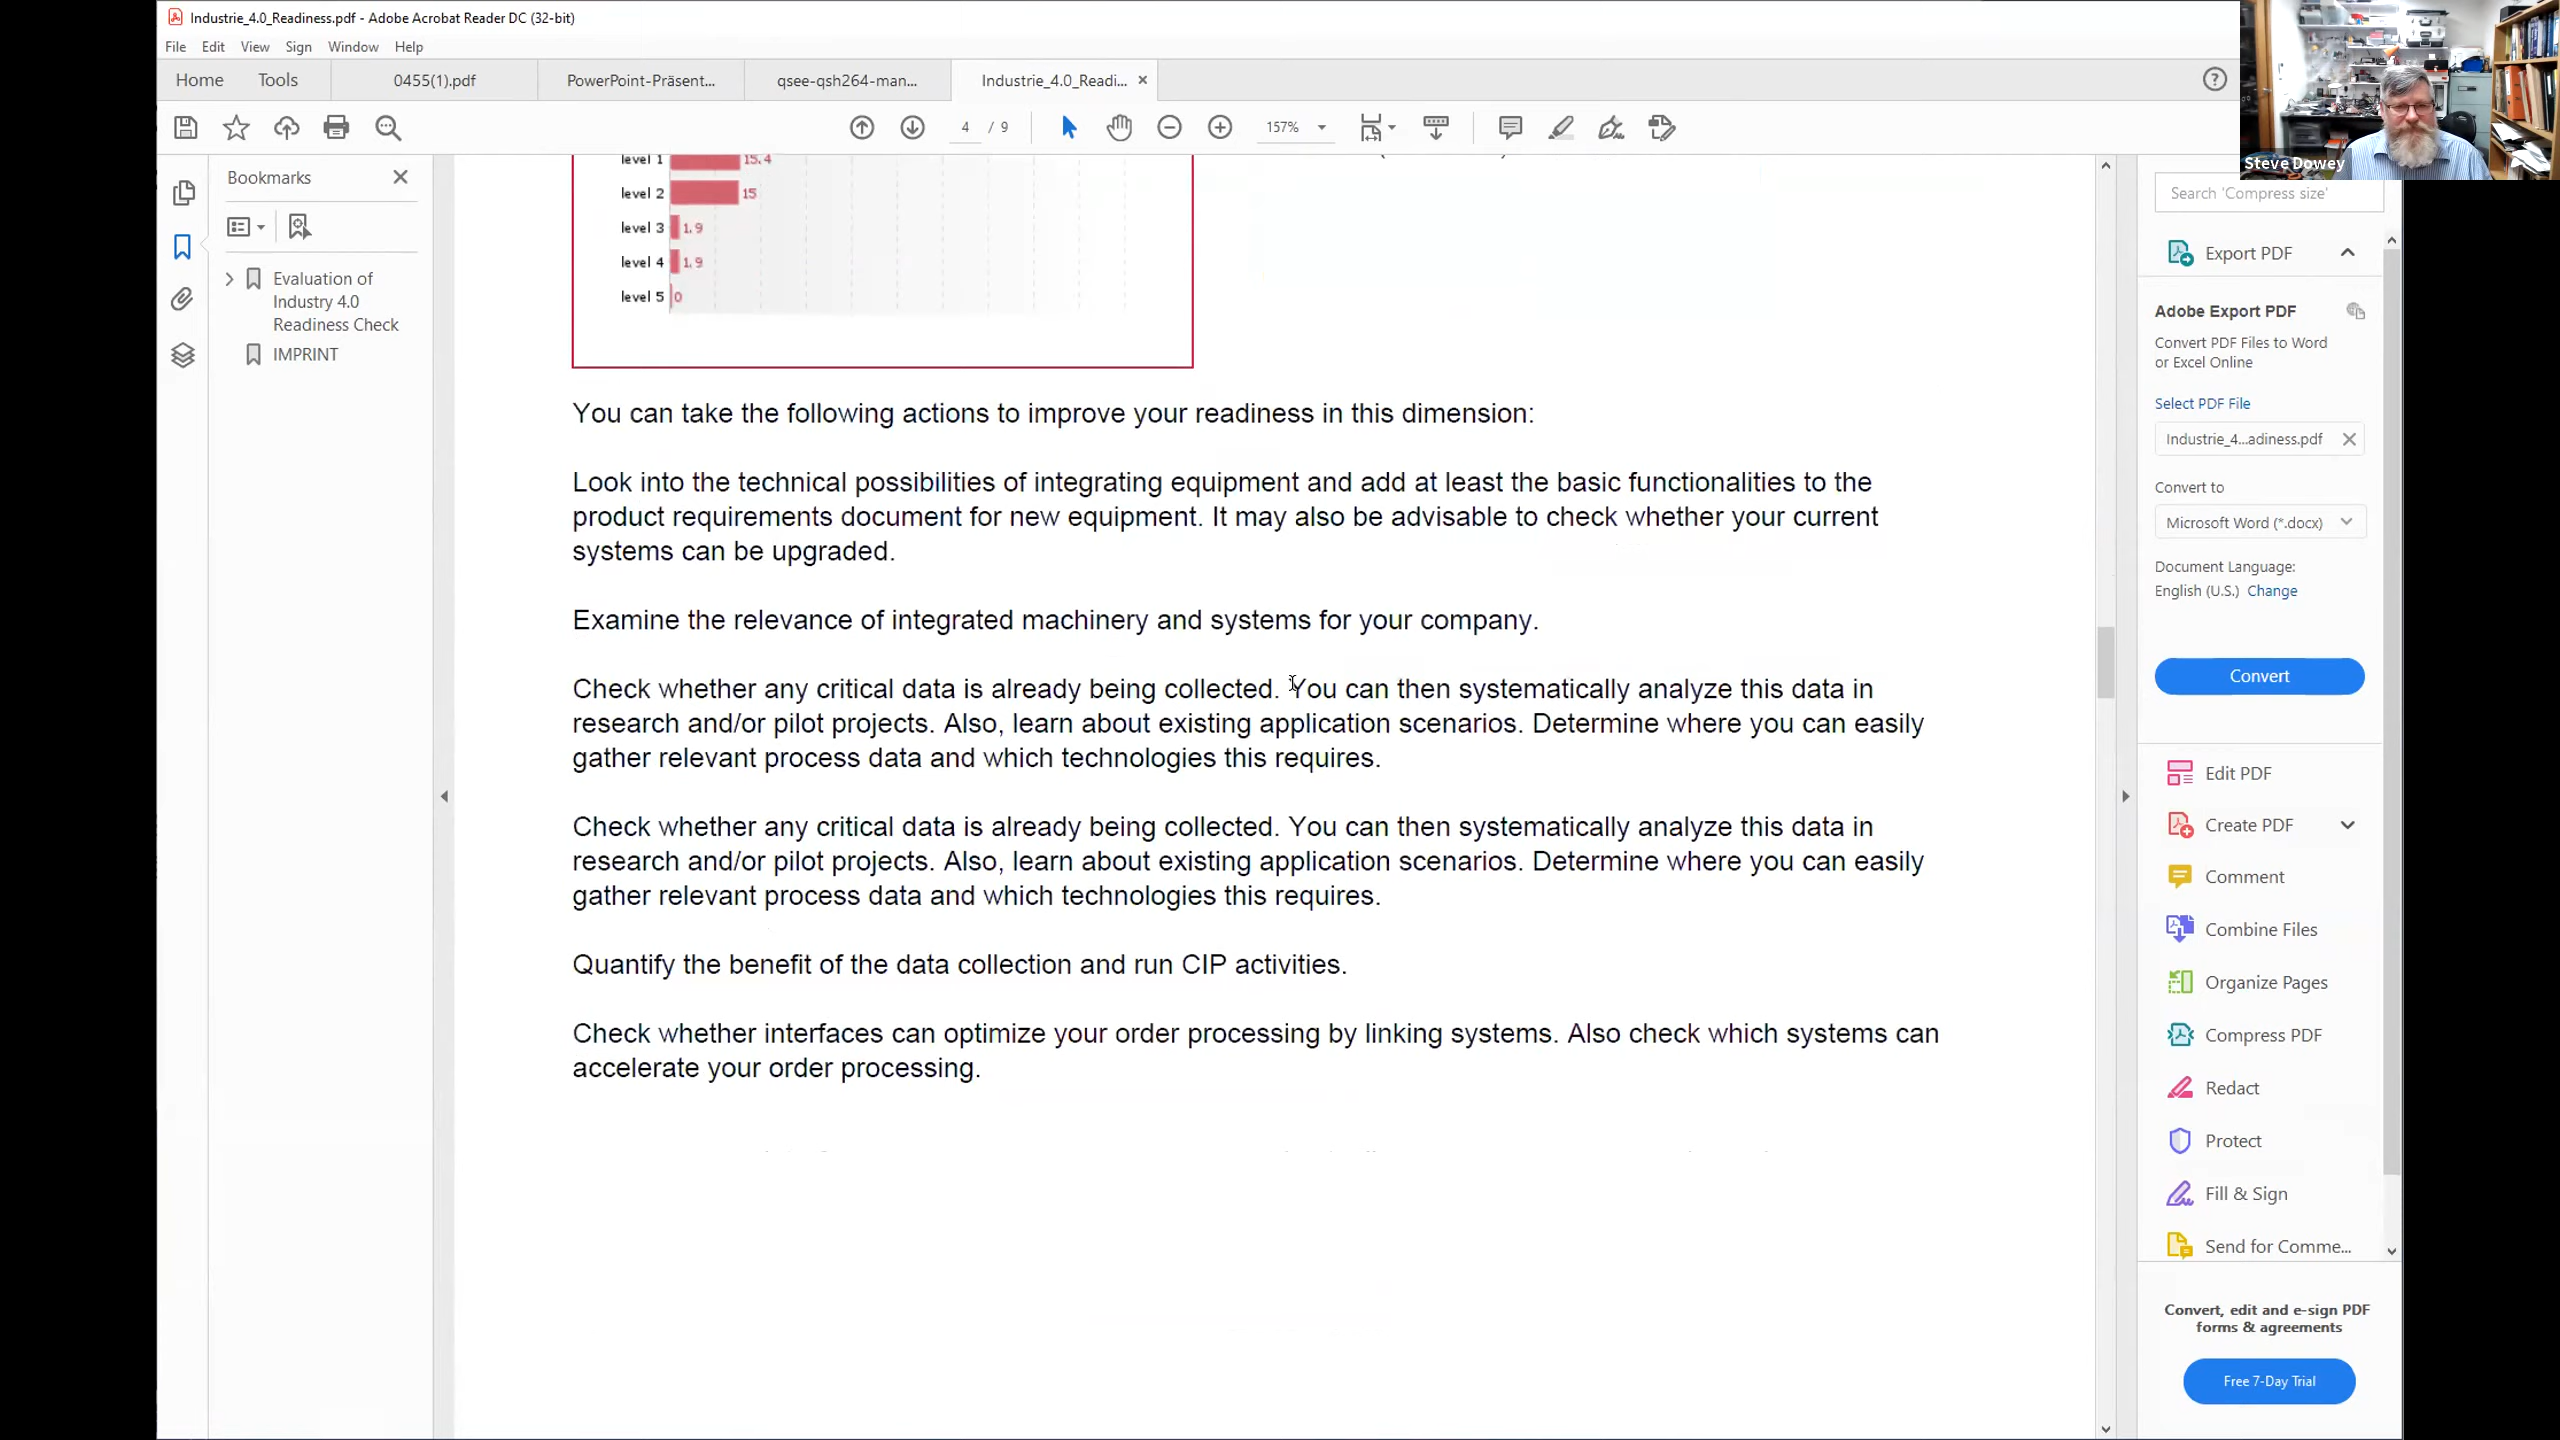 Industrie_4.0_Readiness.pdf - Adobe Acrobat Reader DC (32-bit)
File Edit View Sign Window Help
Home Tools 0455(1).pdf PowerPoint-Präsent... qsee-qsh264-man... Industrie_4.0_Readi...
4 / 9 157%
Steve Dowey
Bookmarks
Evaluation of
Industry 4.0
Readiness Check
IMPRINT
level 1 15.4
level 2 15
level 3 1.9
level 4 1.9
level 5 0
You can take the following actions to improve your readiness in this dimension:
Look into the technical possibilities of integrating equipment and add at least the basic functionalities to the
product requirements document for new equipment. It may also be advisable to check whether your current
systems can be upgraded.
Examine the relevance of integrated machinery and systems for your company.
Check whether any critical data is already being collected. You can then systematically analyze this data in
research and/or pilot projects. Also, learn about existing application scenarios. Determine where you can easily
gather relevant process data and which technologies this requires.
Check whether any critical data is already being collected. You can then systematically analyze this data in
research and/or pilot projects. Also, learn about existing application scenarios. Determine where you can easily
gather relevant process data and which technologies this requires.
Quantify the benefit of the data collection and run CIP activities.
Check whether interfaces can optimize your order processing by linking systems. Also check which systems can
accelerate your order processing.
Search 'Compress size'
Export PDF
Adobe Export PDF
Convert PDF Files to Word
or Excel Online
Select PDF File
Industrie_4...adiness.pdf
Convert to
Microsoft Word (*.docx)
Document Language:
English (U.S.) Change
Convert
Edit PDF
Create PDF
Comment
Combine Files
Organize Pages
Compress PDF
Redact
Protect
Fill & Sign
Send for Comme...
Convert, edit and e-sign PDF
forms & agreements
Free 7-Day Trial